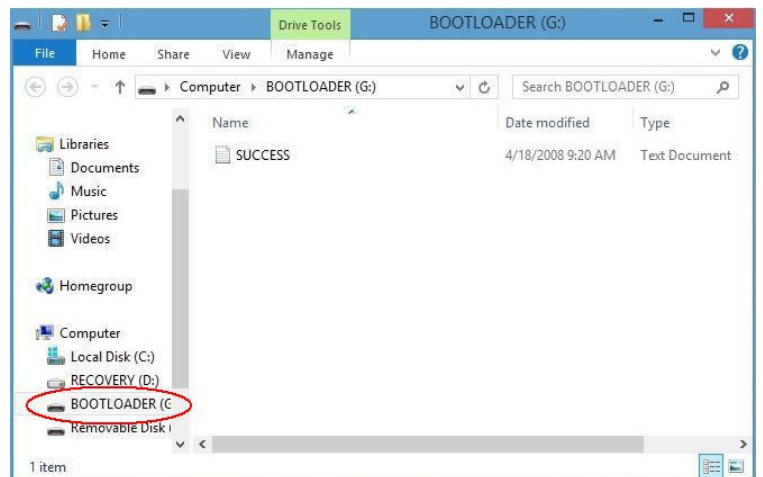 Drive Tools
BOOTLOADER (G:)
File
Home
Share
View
Manage
Computer
BOOTLOADER (G:)
Search BOOTLOADER (G:)
Name
Date modified
Type
Libraries
SUCCESS
4/18/2008 9:20 AM
Text Document
Documents
Music
Pictures
Videos
Homegroup
Computer
Local Disk (C:)
RECOVERY (D:)
BOOTLOADER (G
Removable Disk (
1 item